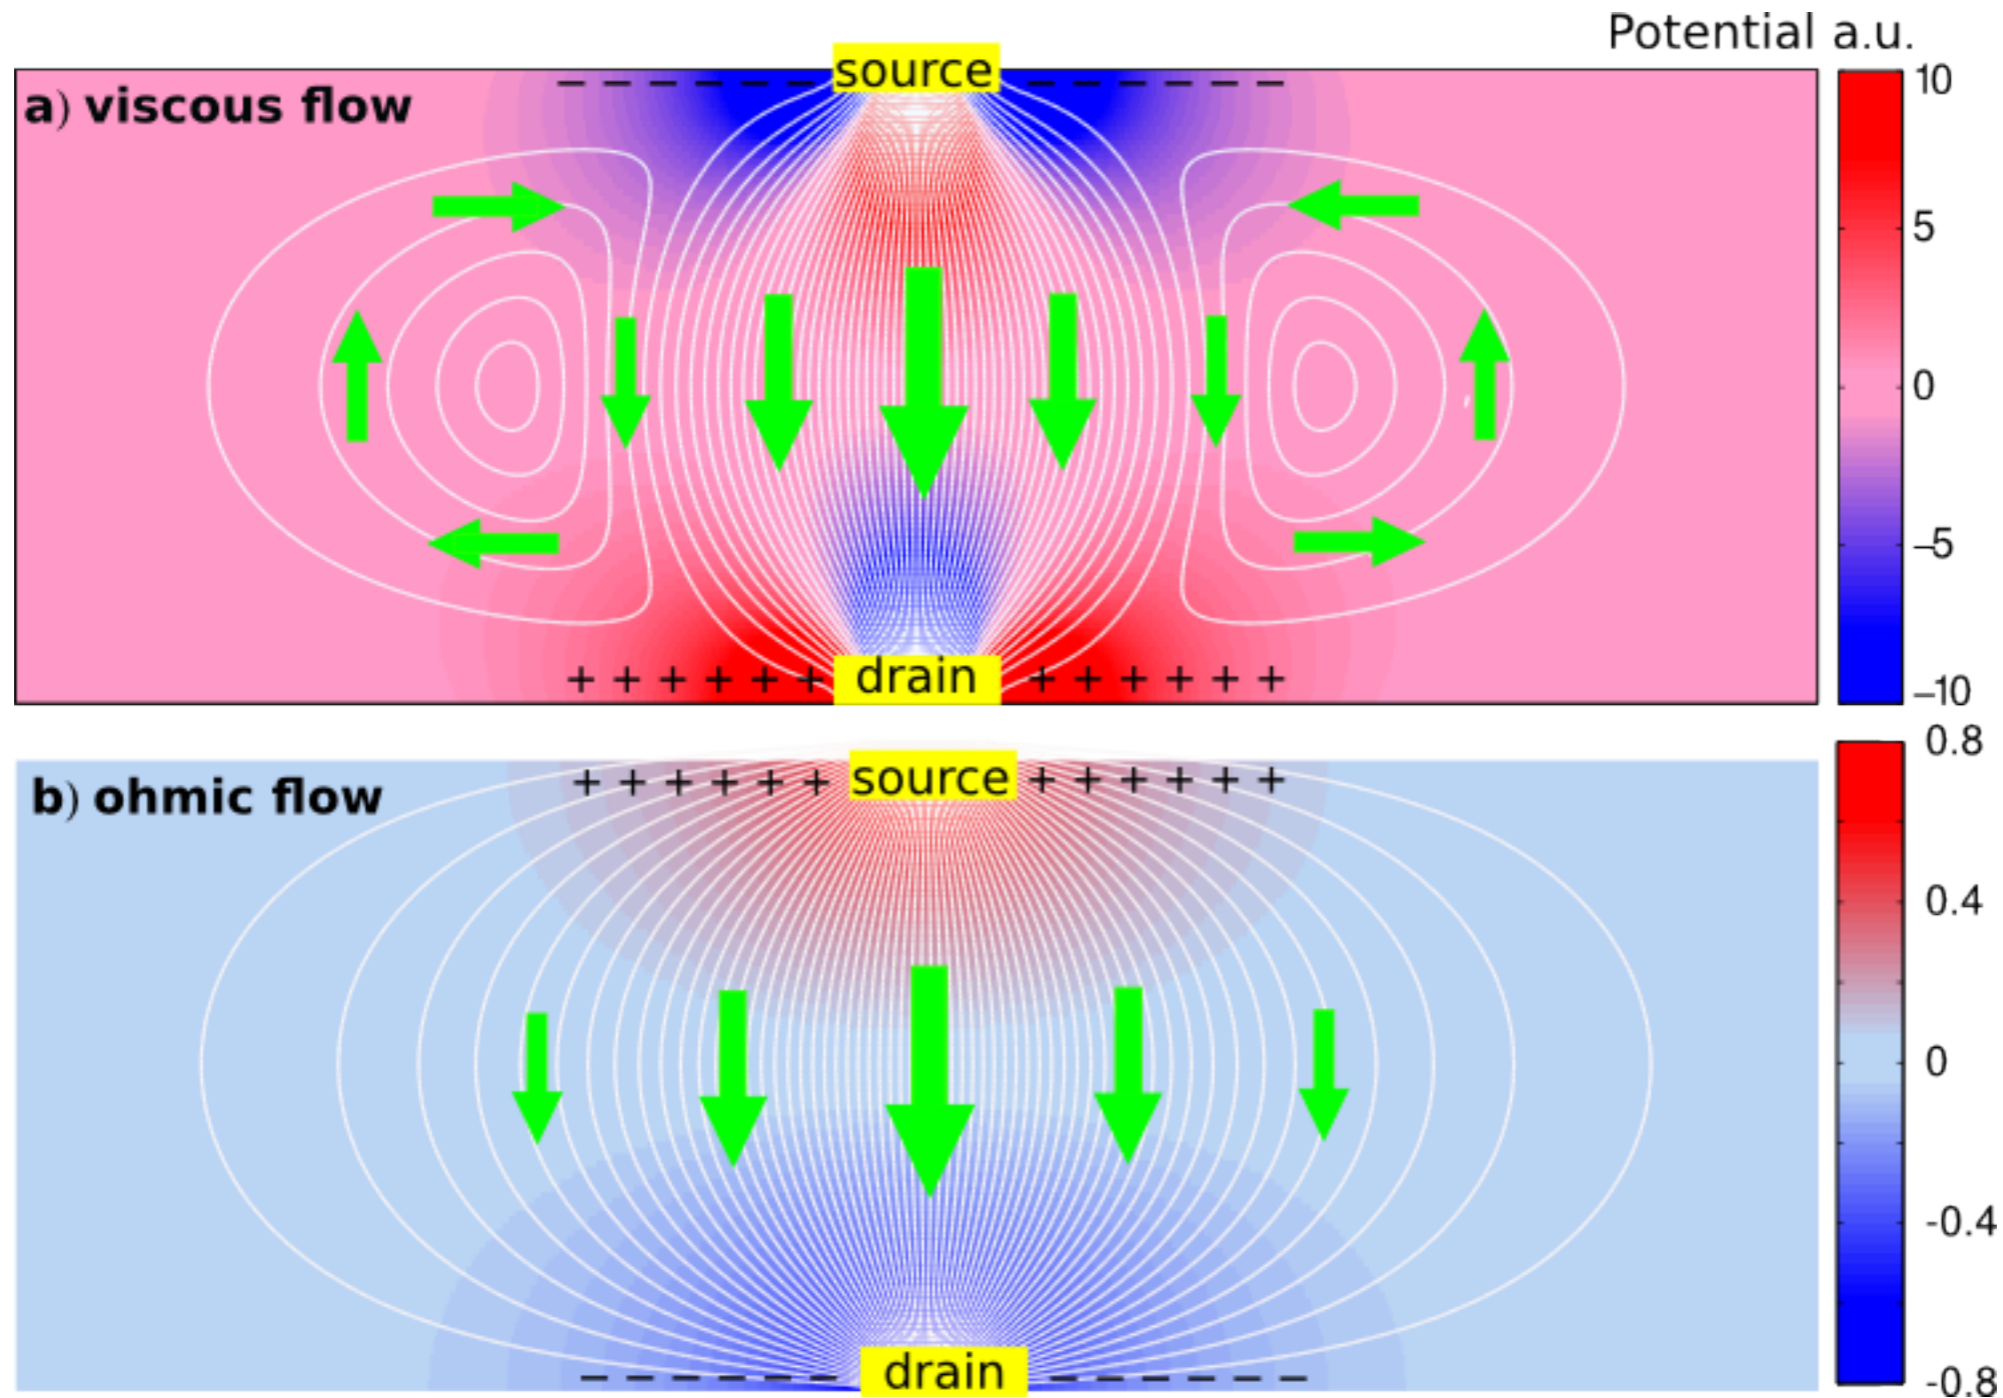 Potential a.u.
source
− − − − − − − − − − − −
a) viscous flow
10
5
0
−5
−10
+ + + + + + drain + + + + + +
0.8
b) ohmic flow
+ + + + + + source + + + + + +
0.4
0
-0.4
-0.8
drain
− − − − − − − − − − − −